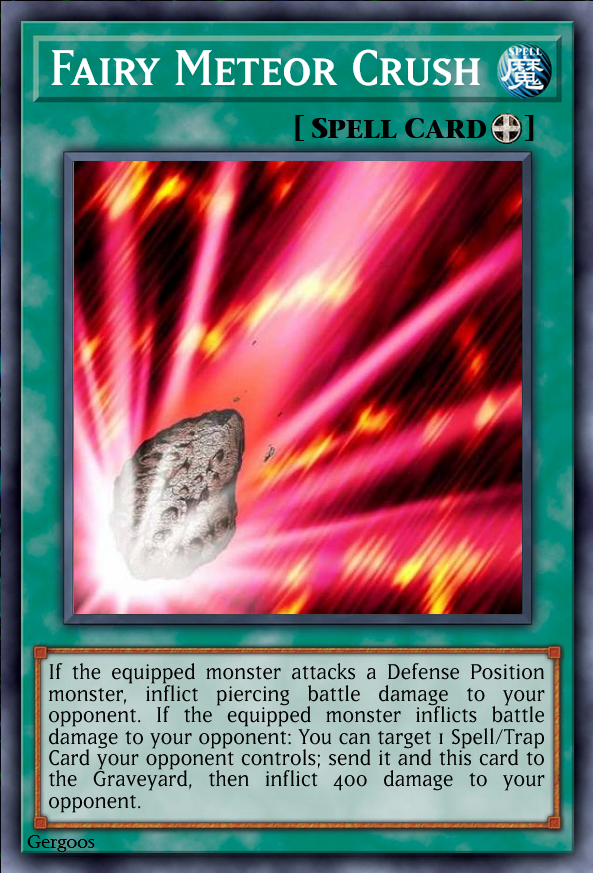 Fairy Meteor Crush
SPELL
魔
[ Spell Card ]
If the equipped monster attacks a Defense Position
monster, inflict piercing battle damage to your
opponent. If the equipped monster inflicts battle
damage to your opponent: You can target 1 Spell/Trap
Card your opponent controls; send it and this card to
the Graveyard, then inflict 400 damage to your
opponent.
Gergoos